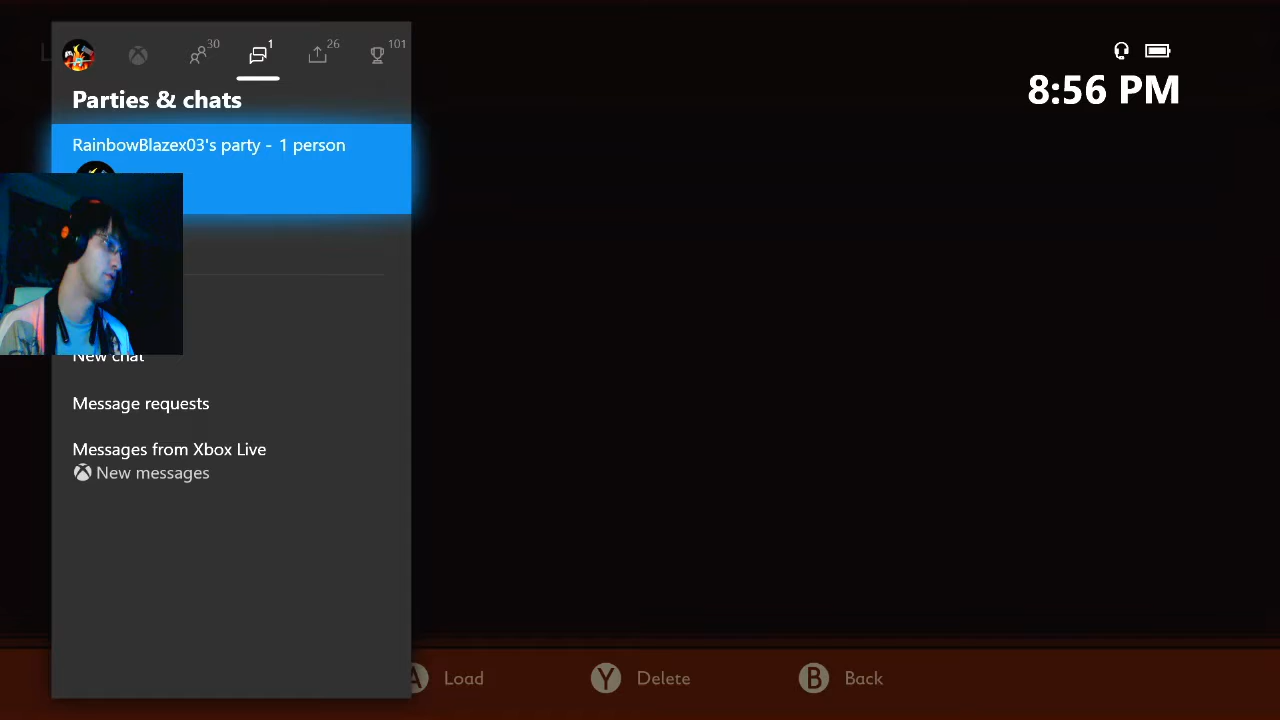 30
1
26
101
Parties & chats
8:56 PM
RainbowBlazex03's party - 1 person
New chat
Message requests
Messages from Xbox Live
New messages
A Load
Y Delete
B Back